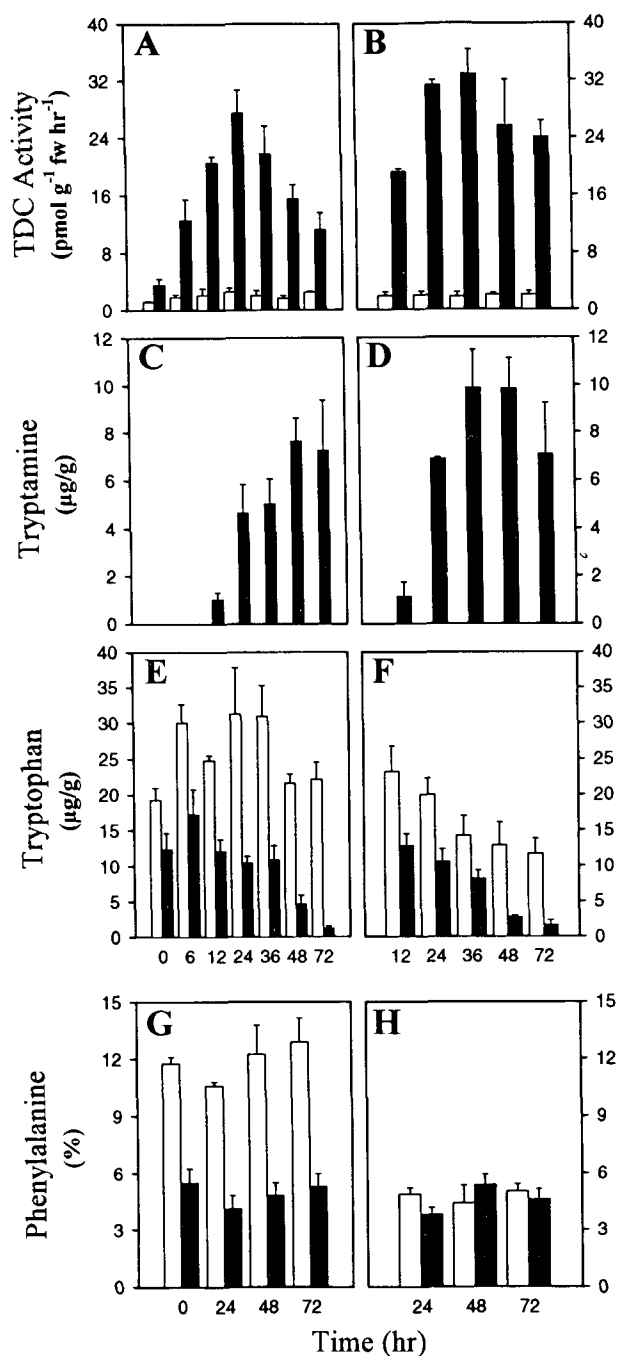 A
B
TDC Activity
(pmol g⁻¹ fw hr⁻¹)
40
32
24
16
8
0
40
32
24
16
8
0
C
D
Tryptamine
(µg/g)
12
10
8
6
4
2
0
12
10
8
6
4
2
0
E
F
Tryptophan
(µg/g)
40
35
30
25
20
15
10
5
0
40
35
30
25
20
15
10
5
0
0 6 12 24 36 48 72
12 24 36 48 72
G
H
Phenylalanine
(%)
15
12
9
6
3
0
15
12
9
6
3
0
0 24 48 72
24 48 72
Time (hr)